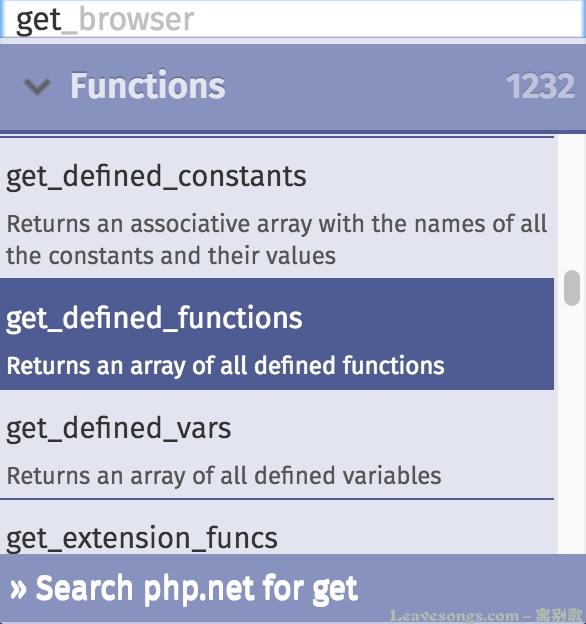 get_browser
Functions 1232
get_defined_constants
Returns an associative array with the names of all
the constants and their values
get_defined_functions
Returns an array of all defined functions
get_defined_vars
Returns an array of all defined variables
get_extension_funcs
» Search php.net for get
Leavesongs.com – 离别歌